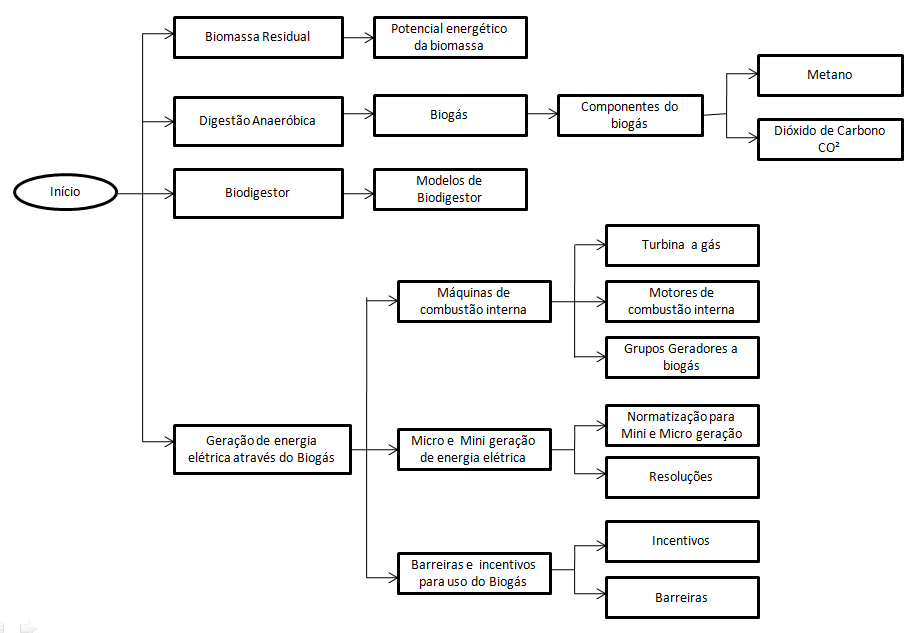 Início
Biomassa Residual
Potencial energético
da biomassa
Digestão Anaeróbica
Biogás
Componentes do
biogás
Metano
Dióxido de Carbono
CO²
Biodigestor
Modelos de
Biodigestor
Geração de energia
elétrica através do Biogás
Máquinas de
combustão interna
Turbina a gás
Motores de
combustão interna
Grupos Geradores a
biogás
Micro e Mini geração
de energia elétrica
Normatização para
Mini e Micro geração
Resoluções
Barreiras e incentivos
para uso do Biogás
Incentivos
Barreiras